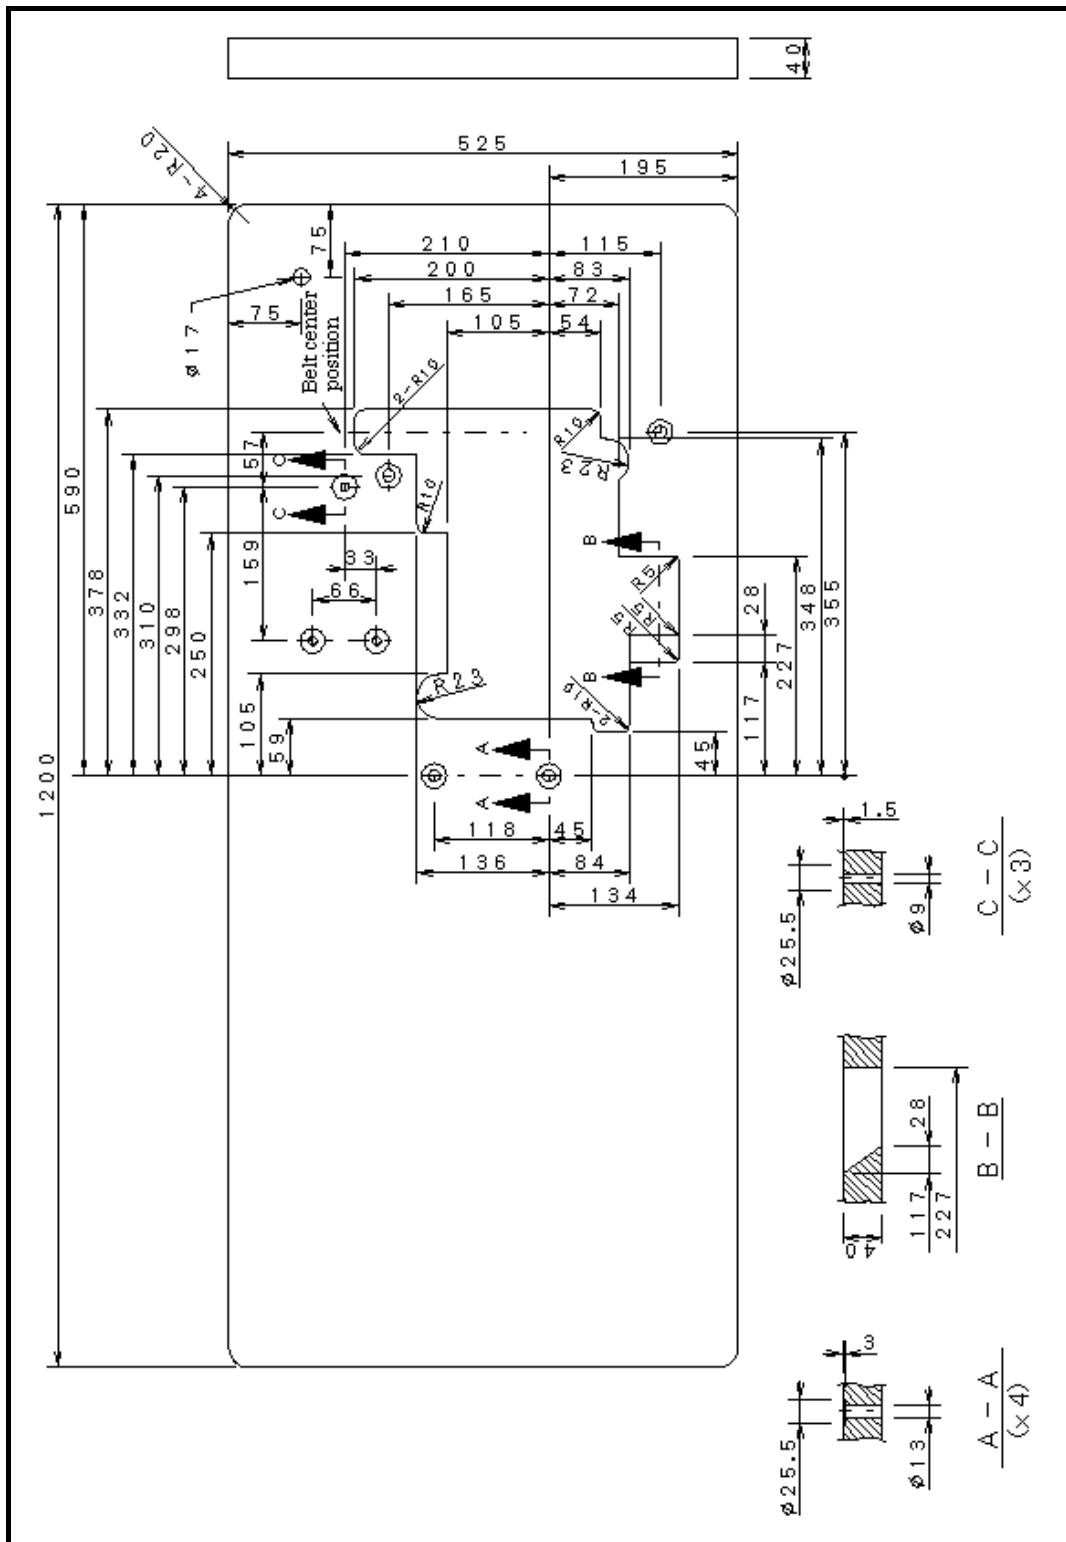 40
525
195
4-R20
75
210
115
200
83
165
72
105
54
75
ø17
Belt center
position
2-R10
R10
R23
R10
C
C
57
159
33
66
590
378
332
310
298
250
105
59
1200
R23
B
B
R5
R5
R5
28
117
227
348
355
2-R10
45
A
A
118
45
136
84
134
1.5
ø25.5
ø9
C-C
(×3)
28
117
227
40
B-B
3
ø25.5
ø13
A-A
(×4)